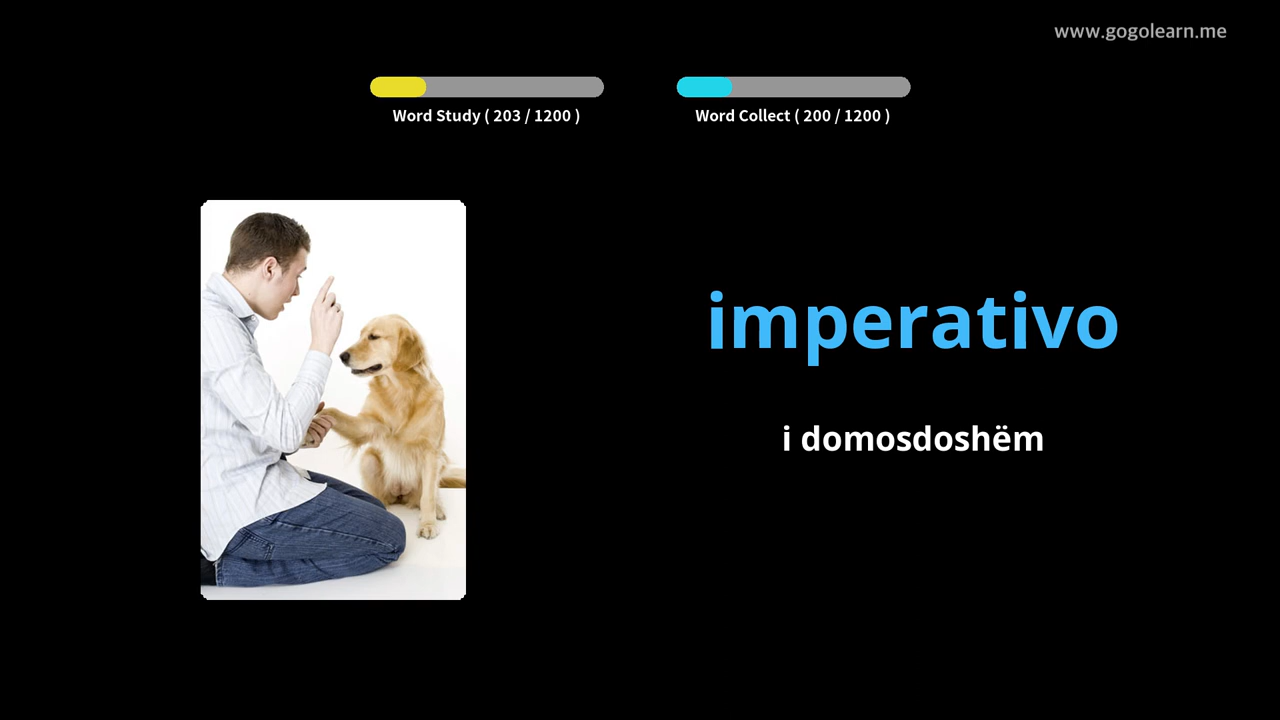 www.gogolearn.me
Word Study ( 203 / 1200 )
Word Collect ( 200 / 1200 )
imperativo
i domosdoshëm